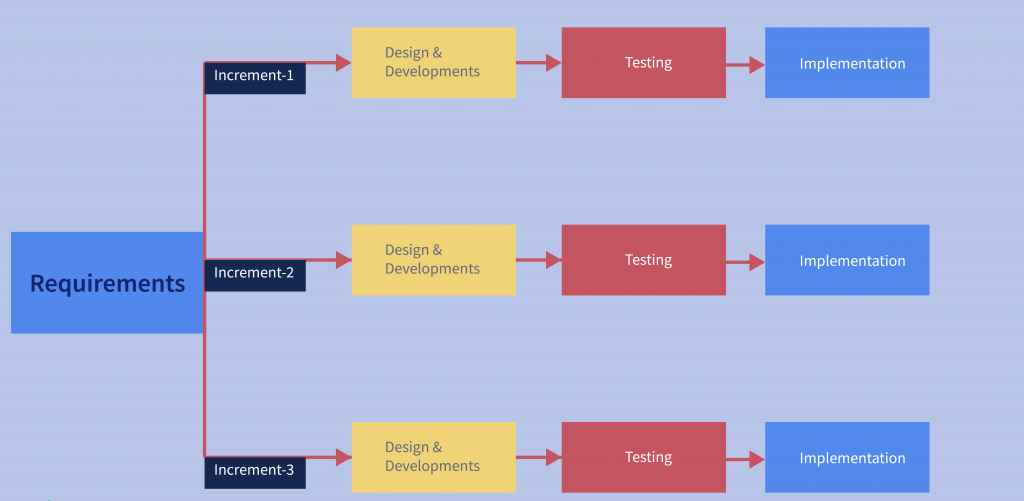 Increment-1
Design &
Developments
Testing
Implementation
Requirements
Increment-2
Design &
Developments
Testing
Implementation
Increment-3
Design &
Developments
Testing
Implementation